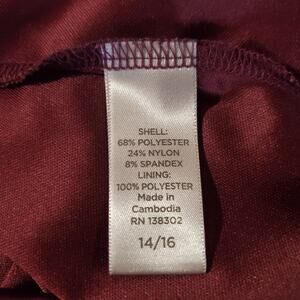 SHELL:
68% POLYESTER
24% NYLON
8% SPANDEX
LINING:
100% POLYESTER
Made in
Cambodia
RN 138302
14/16